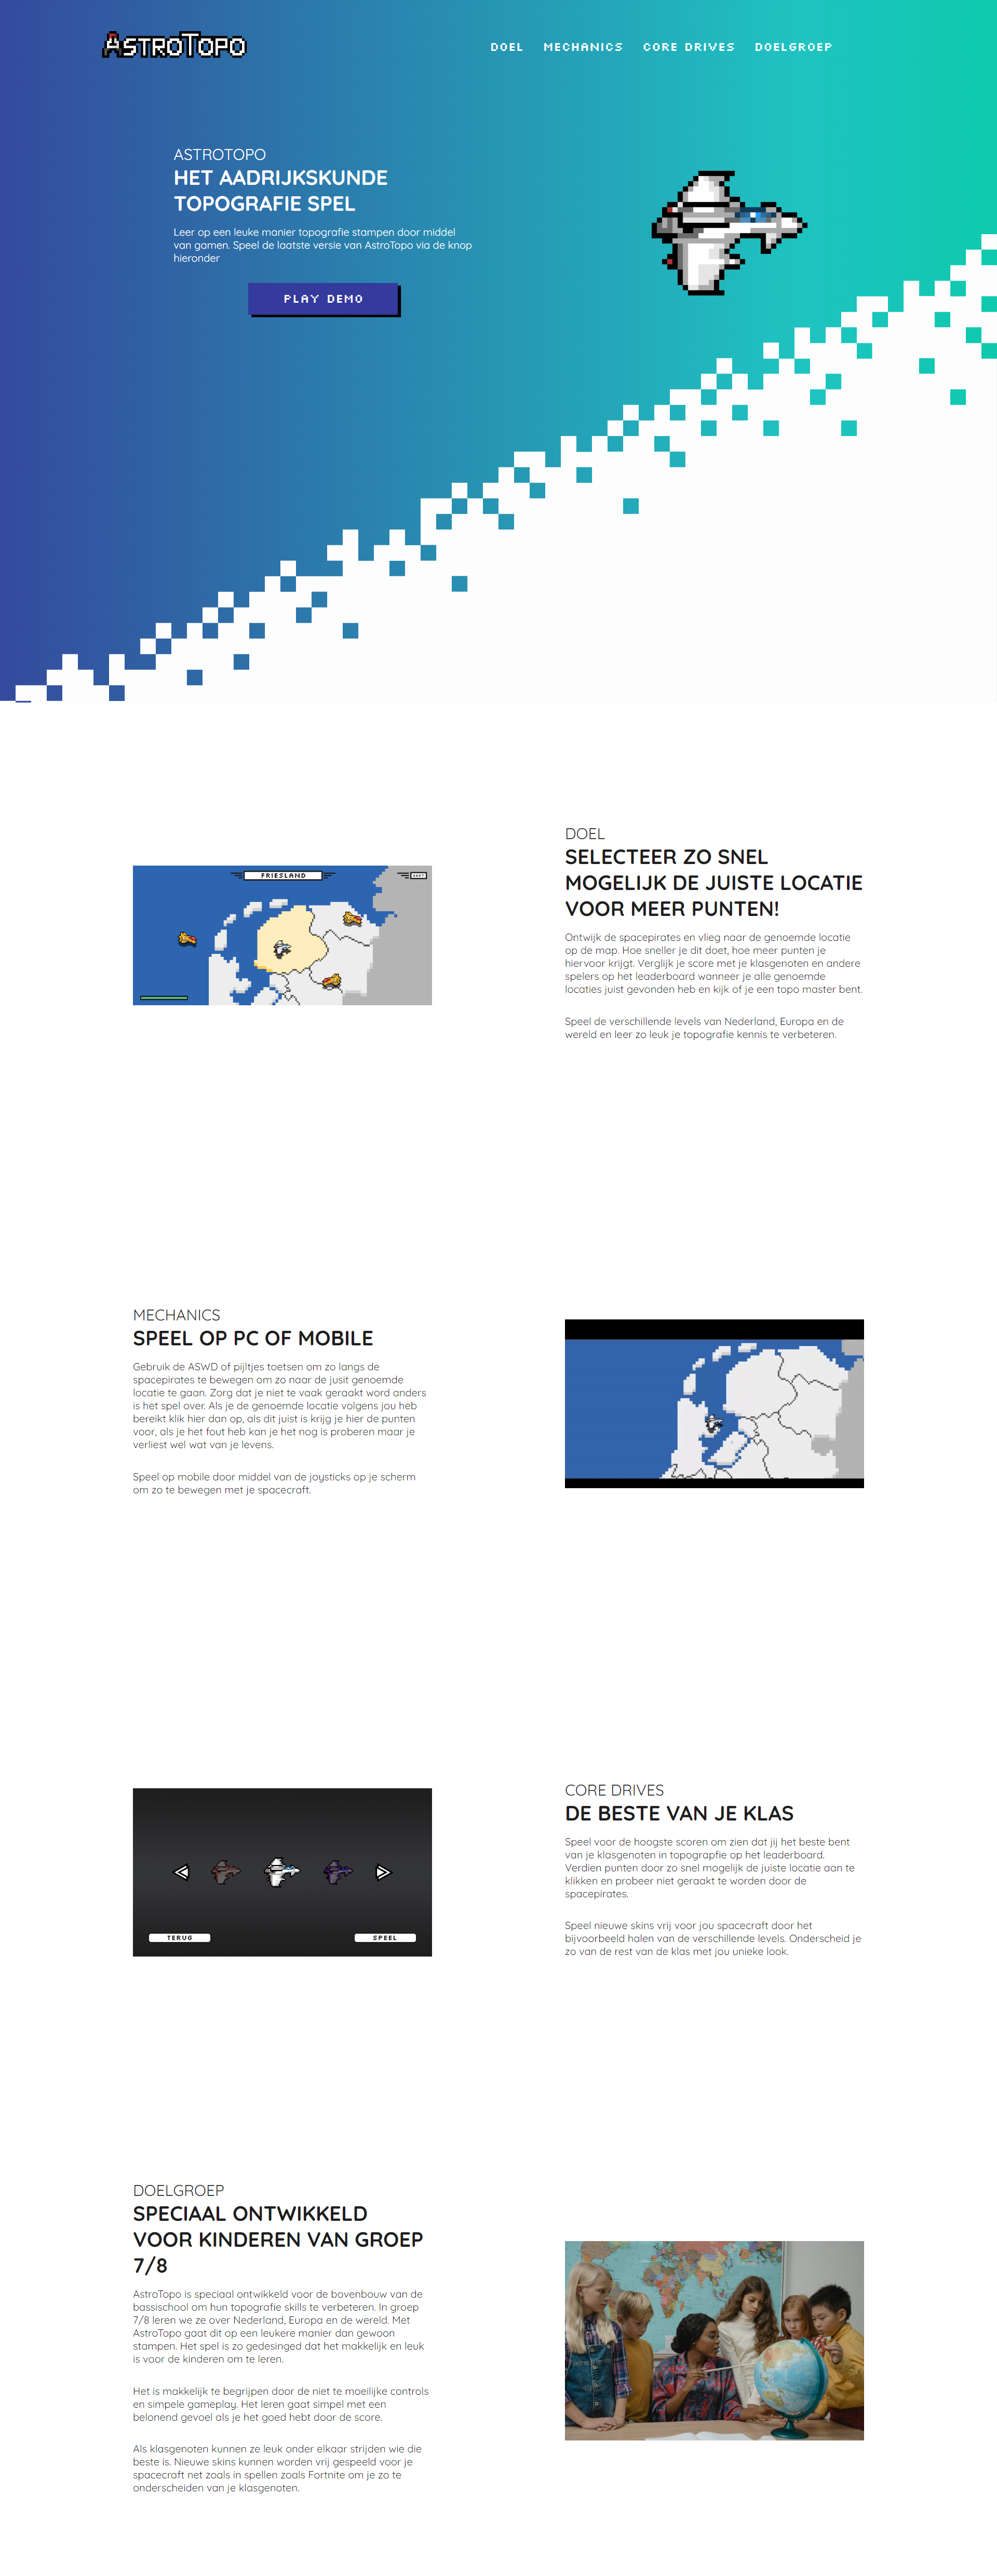 ASTROTOPO
DOEL MECHANICS CORE DRIVES DOELGROEP
ASTROTOPO
HET AADRIJKSKUNDE
TOPOGRAFIE SPEL
Leer op een leuke manier topografie stampen door middel
van gamen. Speel de laatste versie van AstroTopo via de knop
hieronder
PLAY DEMO
FRIESLAND
DOEL
SELECTEER ZO SNEL
MOGELIJK DE JUISTE LOCATIE
VOOR MEER PUNTEN!
Ontwijk de spacepirates en vlieg naar de genoemde locatie
op de map. Hoe sneller je dit doet, hoe meer punten je
hiervoor krijgt. Verglijk je score met je klasgenoten en andere
spelers op het leaderboard wanneer je alle genoemde
locaties juist gevonden heb en kijk of je een topo master bent.
Speel de verschillende levels van Nederland, Europa en de
wereld en leer zo leuk je topografie kennis te verbeteren.
MECHANICS
SPEEL OP PC OF MOBILE
Gebruik de ASWD of pijltjes toetsen om zo langs de
spacepirates te bewegen om zo naar de jusit genoemde
locatie te gaan. Zorg dat je niet te vaak geraakt word anders
is het spel over. Als je de genoemde locatie volgens jou heb
bereikt klik hier dan op, als dit juist is krijg je hier de punten
voor, als je het fout heb kan je het nog is proberen maar je
verliest wel wat van je levens.
Speel op mobile door middel van de joysticks op je scherm
om zo te bewegen met je spacecraft.
TERUG
SPEEL
CORE DRIVES
DE BESTE VAN JE KLAS
Speel voor de hoogste scoren om zien dat jij het beste bent
van je klasgenoten in topograpfie op het leaderboard.
Verdien punten door zo snel mogelijk de juiste locatie aan te
klikken en probeer niet geraakt te worden door de
spacepirates.
Speel nieuwe skins vrij voor jou spacecraft door het
bijvoorbeeld halen van de verschillende levels. Onderscheid je
zo van de rest van de klas met jou unieke look.
DOELGROEP
SPECIAAL ONTWIKKELD
VOOR KINDEREN VAN GROEP
7/8
AstroTopo is speciaal ontwikkeld voor de bovenbouw van de
bassischool om hun topografie skills te verbeteren. In groep
7/8 leren we ze over Nederland, Europa en de wereld. Met
AstroTopo gaat dit op een leukere manier dan gewoon
stampen. Het spel is zo gedesinged dat het makkelijk en leuk
is voor de kinderen om te leren.
Het is makkelijk te begrijpen door de niet te moeilijke controls
en simpele gameplay. Het leren gaat simpel met een
belonend gevoel als je het goed hebt door de score.
Als klasgenoten kunnen ze leuk onder elkaar strijden wie die
beste is. Nieuwe skins kunnen worden vrij gespeeld voor je
spacecraft net zoals in spellen zoals Fortnite om je zo te
onderscheiden van je klasgenoten.